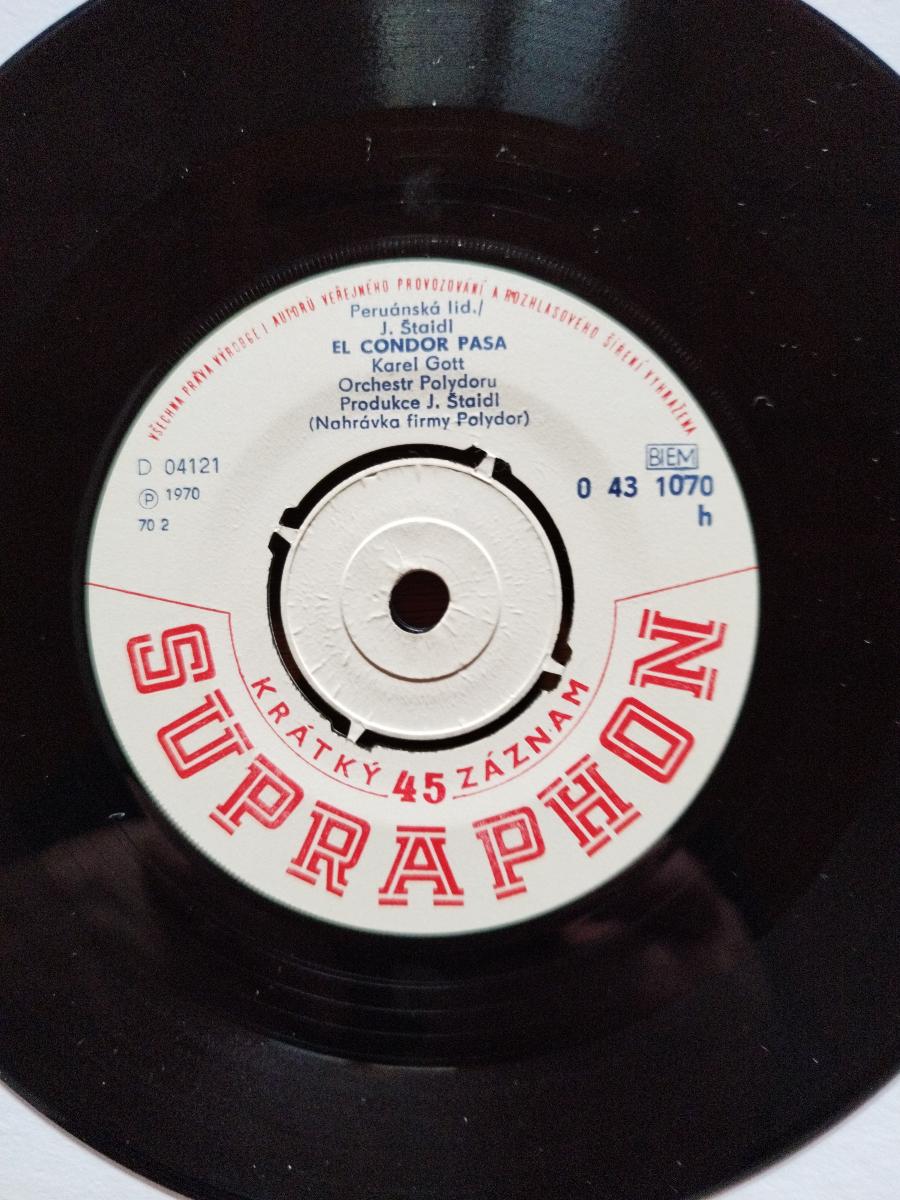 VŠECHNA PRÁVA VÝROBCE I AUTORŮ VEŘEJNÉHO PROVOZOVÁNÍ A ROZHLASOVÉHO ŠÍŘENÍ VYHRAŽENA
Peruánská lid./
J. Štaidl
EL CONDOR PASA
Karel Gott
Orchestr Polydoru
Produkce J. Štaidl
(Nahrávka firmy Polydor)
D 04121
℗ 1970
70 2
BIEM
0 43 1070
h
KRÁTKÝ 45 ZÁZNAM
SUPRAPHON